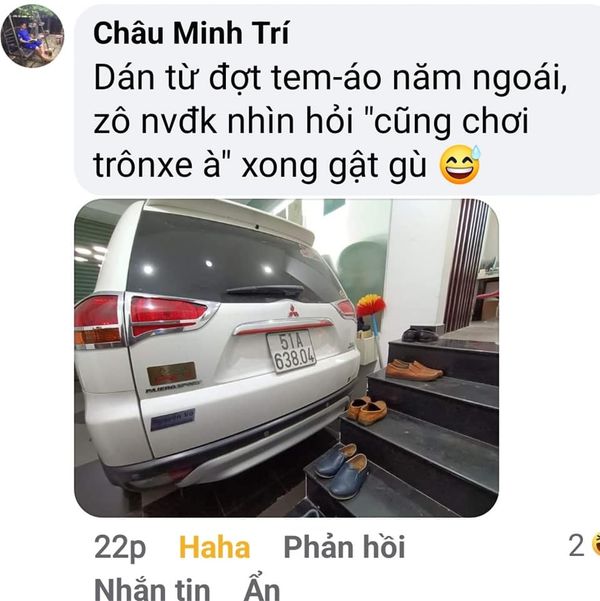 Châu Minh Trí
Dán từ đợt tem-áo năm ngoái,
zô nvđk nhìn hỏi "cũng chơi
trônxe à" xong gật gù 😅
51A
638.04
PAJERO SPORT
22p Haha Phản hồi 2
Nhắn tin Ẩn